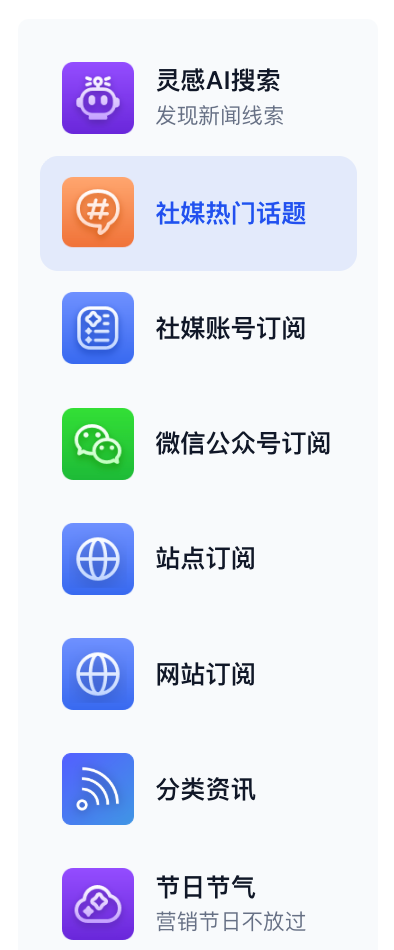 灵感AI搜索
发现新闻线索
社媒热门话题
社媒账号订阅
微信公众号订阅
站点订阅
网站订阅
分类资讯
节日节气
营销节日不放过